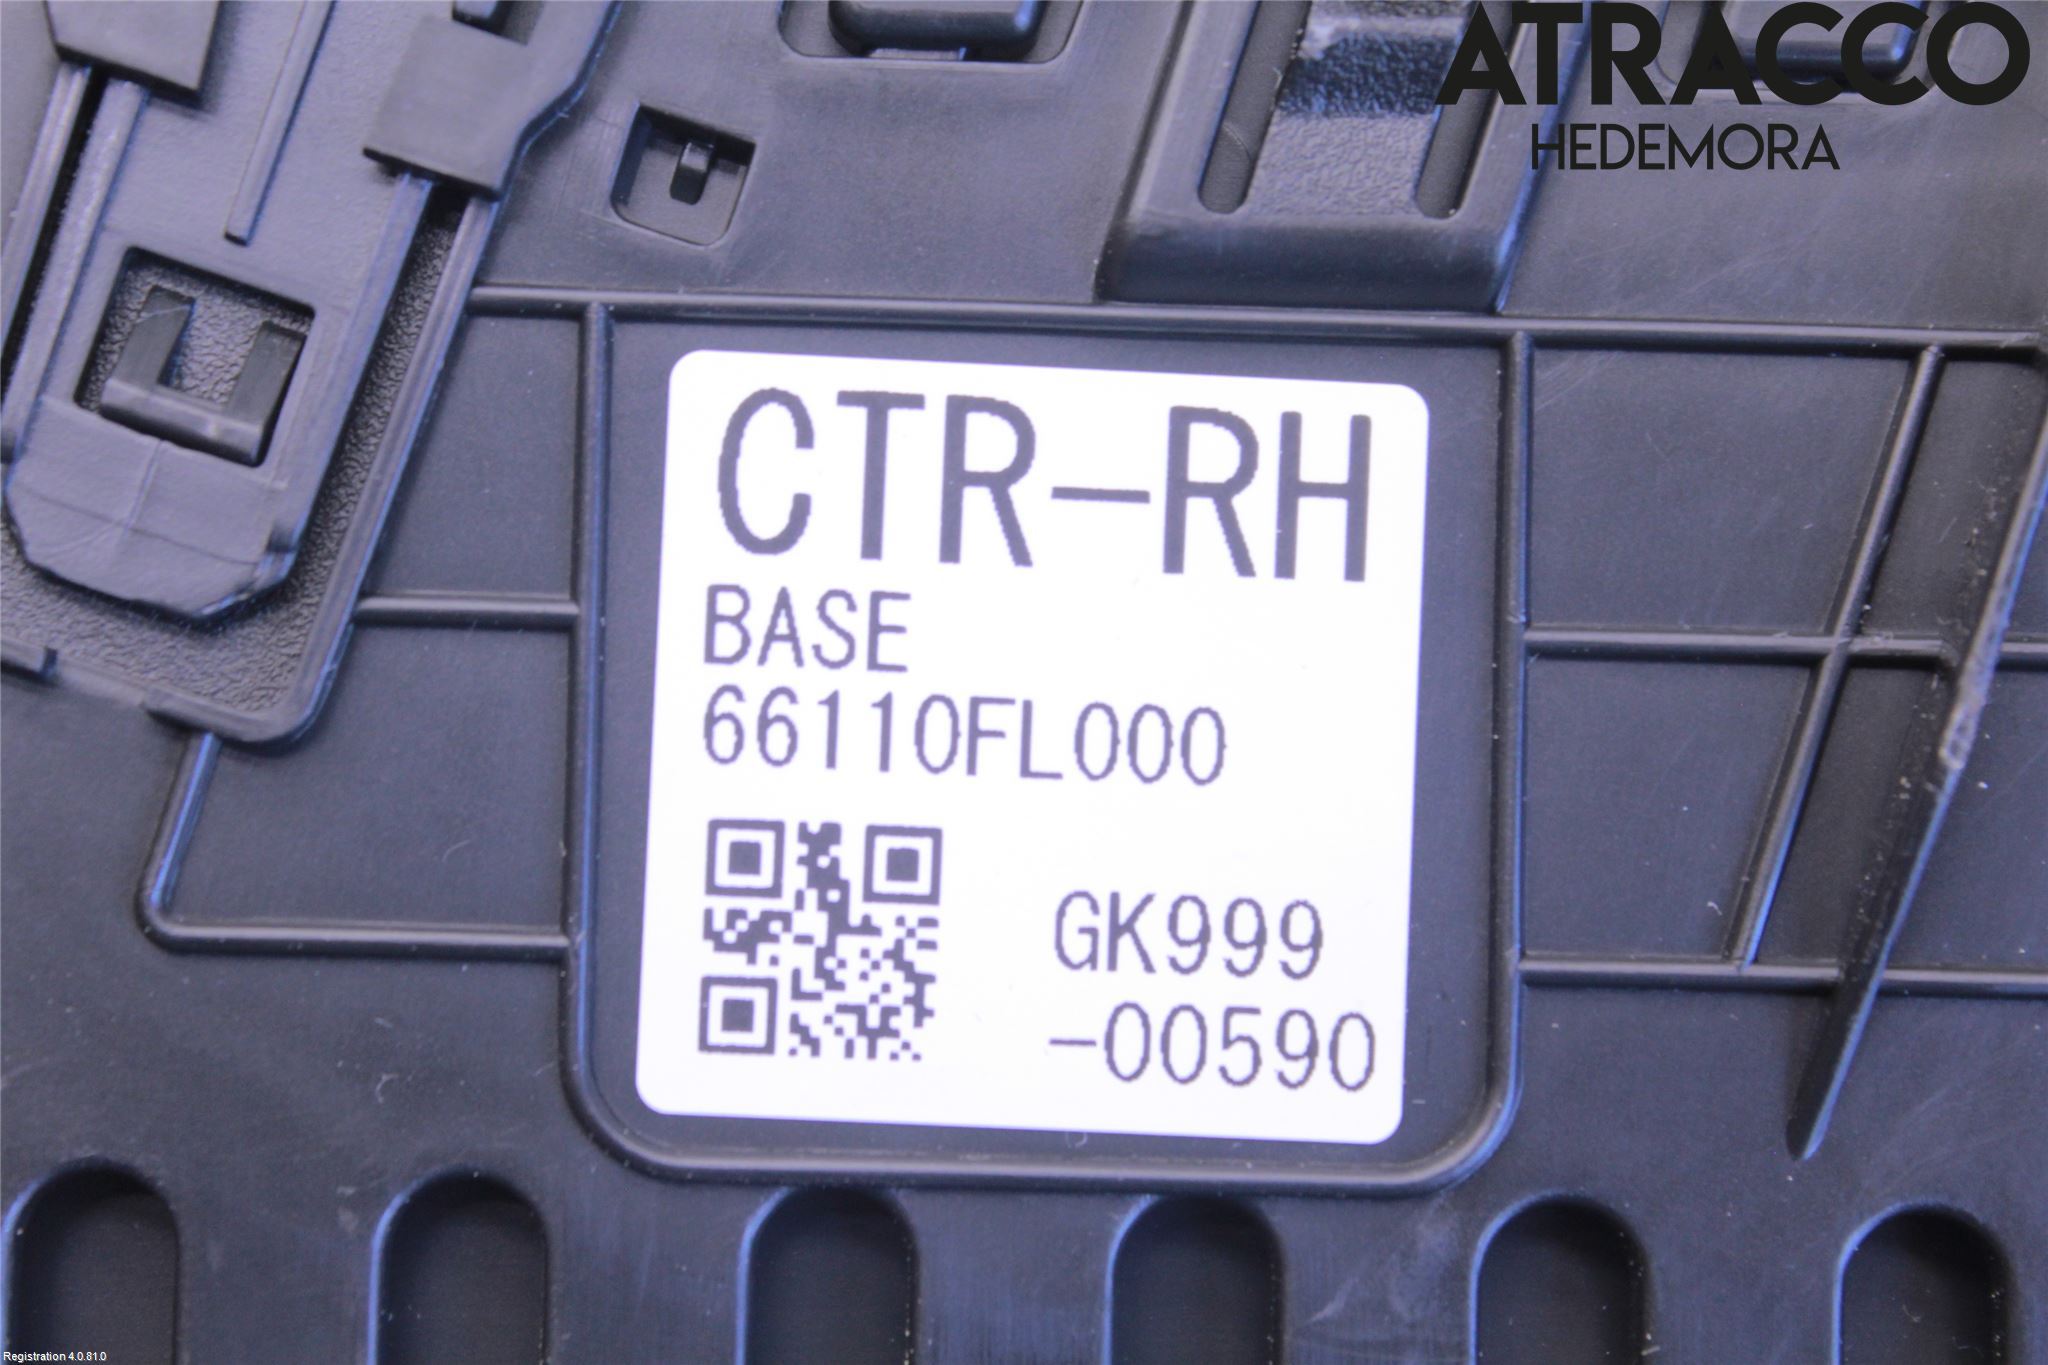 ATRACCO
HEDEMORA
CTR-RH
BASE
66110FL000
GK999
-00590
Registration 4.0.81.0